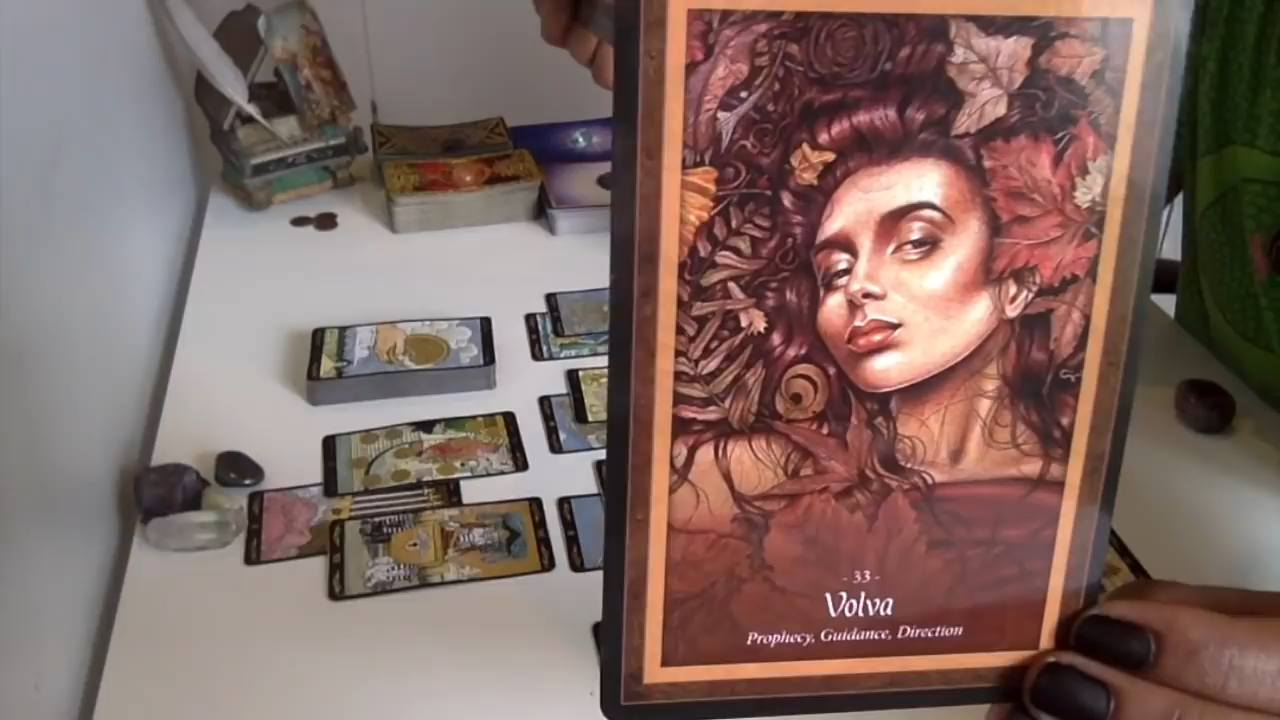 - 33 -
Volva
Prophecy, Guidance, Direction